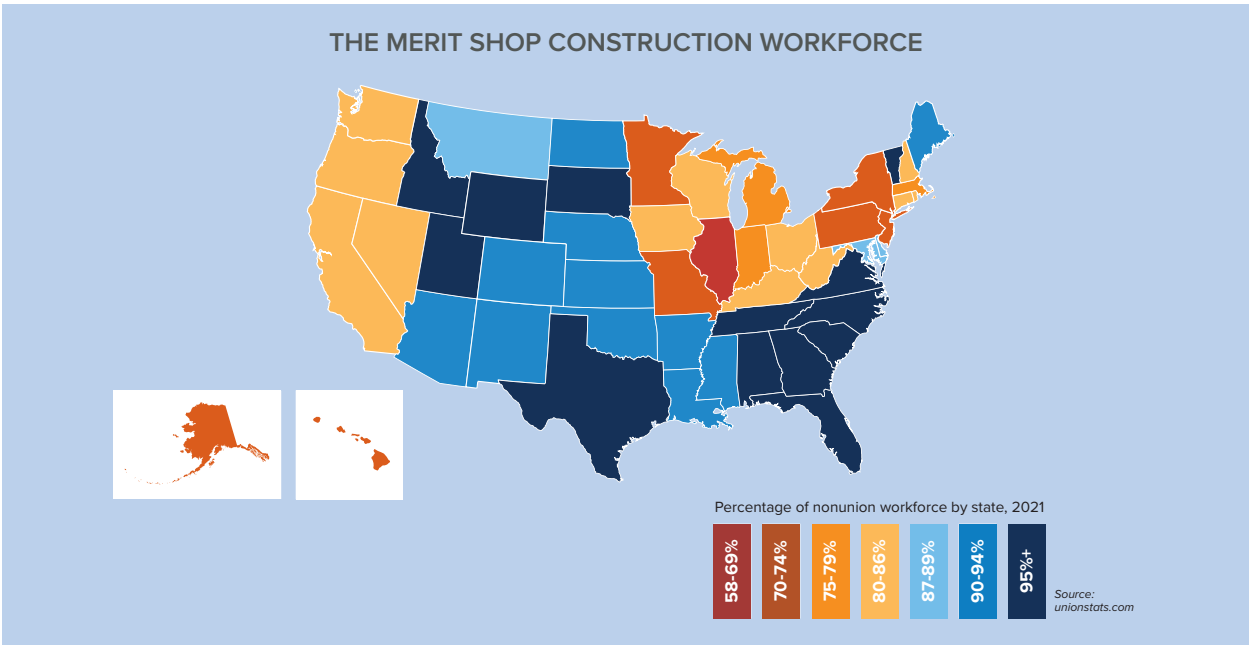 THE MERIT SHOP CONSTRUCTION WORKFORCE
Percentage of nonunion workforce by state, 2021
58-69%
70-74%
75-79%
80-86%
87-89%
90-94%
95%+
Source:
unionstats.com